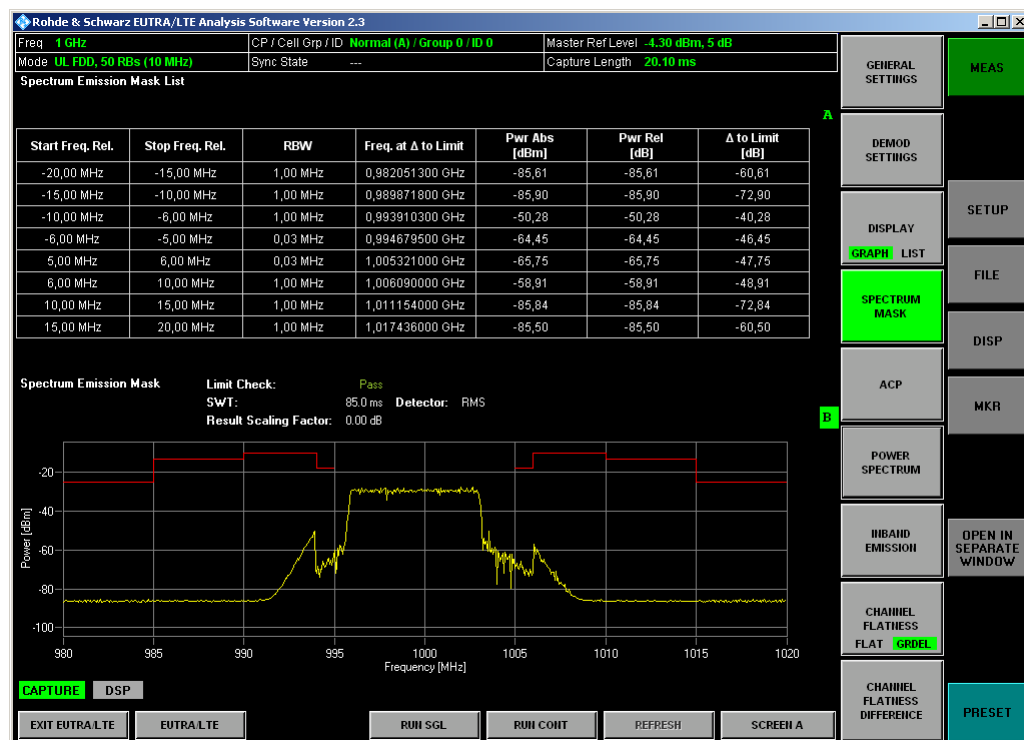 Rohde & Schwarz EUTRA/LTE Analysis Software Version 2.3
Freq 1 GHz CP / Cell Grp / ID Normal (A) / Group 0 / ID 0 Master Ref Level -4.30 dBm, 5 dB
Mode UL FDD, 50 RBs (10 MHz) Sync State --- Capture Length 20.10 ms
Spectrum Emission Mask List
A
Start Freq. Rel. Stop Freq. Rel. RBW Freq. at Δ to Limit Pwr Abs [dBm] Pwr Rel [dB] Δ to Limit [dB]
-20,00 MHz -15,00 MHz 1,00 MHz 0,982051300 GHz -85,61 -85,61 -60,61
-15,00 MHz -10,00 MHz 1,00 MHz 0,989871800 GHz -85,90 -85,90 -72,90
-10,00 MHz -6,00 MHz 1,00 MHz 0,993910300 GHz -50,28 -50,28 -40,28
-6,00 MHz -5,00 MHz 0,03 MHz 0,994679500 GHz -64,45 -64,45 -46,45
5,00 MHz 6,00 MHz 0,03 MHz 1,005321000 GHz -65,75 -65,75 -47,75
6,00 MHz 10,00 MHz 1,00 MHz 1,006090000 GHz -58,91 -58,91 -48,91
10,00 MHz 15,00 MHz 1,00 MHz 1,011154000 GHz -85,84 -85,84 -72,84
15,00 MHz 20,00 MHz 1,00 MHz 1,017436000 GHz -85,50 -85,50 -60,50
Spectrum Emission Mask Limit Check: Pass
SWT: 85.0 ms Detector: RMS
Result Scaling Factor: 0.00 dB
B
Power [dBm]
-20
-40
-60
-80
-100
980 985 990 995 1000 1005 1010 1015 1020
Frequency [MHz]
CAPTURE DSP
EXIT EUTRA/LTE EUTRA/LTE RUN SGL RUN CONT REFRESH SCREEN A
GENERAL
SETTINGS
DEMOD
SETTINGS
DISPLAY
GRAPH LIST
SPECTRUM
MASK
ACP
POWER
SPECTRUM
INBAND
EMISSION
CHANNEL
FLATNESS
FLAT GRDEL
CHANNEL
FLATNESS
DIFFERENCE
MEAS
SETUP
FILE
DISP
MKR
OPEN IN
SEPARATE
WINDOW
PRESET